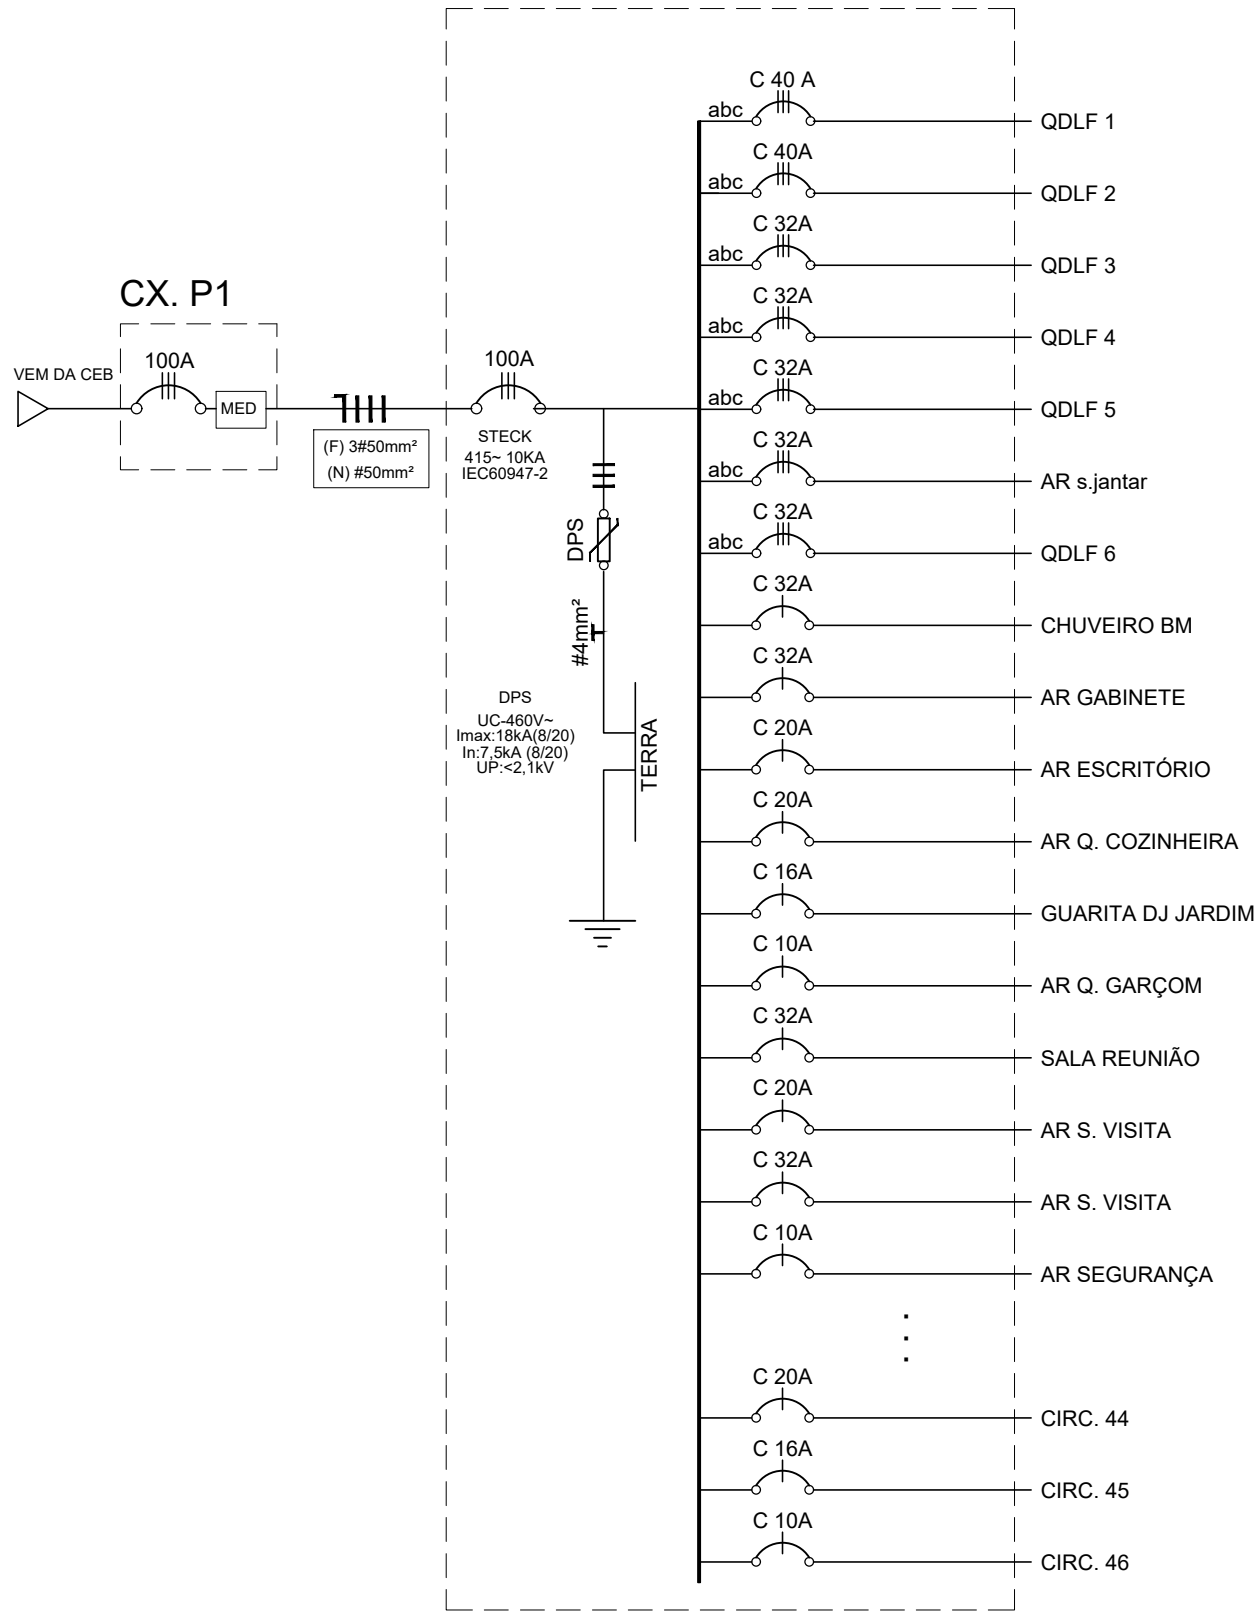 CX. P1
VEM DA CEB
100A
MED
(F) 3#50mm²
(N) #50mm²
100A
STECK
415~ 10KA
IEC60947-2
DPS
#4mm²
DPS
UC-460V~
Imax:18kA(8/20)
In:7,5kA (8/20)
UP:<2,1kV
TERRA
C 40 A
abc
QDLF 1
C 40A
abc
QDLF 2
C 32A
abc
QDLF 3
C 32A
abc
QDLF 4
C 32A
abc
QDLF 5
C 32A
abc
AR s.jantar
C 32A
abc
QDLF 6
C 32A
CHUVEIRO BM
C 32A
AR GABINETE
C 20A
AR ESCRITÓRIO
C 20A
AR Q. COZINHEIRA
C 16A
GUARITA DJ JARDIM
C 10A
AR Q. GARÇOM
C 32A
SALA REUNIÃO
C 20A
AR S. VISITA
C 32A
AR S. VISITA
C 10A
AR SEGURANÇA
C 20A
CIRC. 44
C 16A
CIRC. 45
C 10A
CIRC. 46